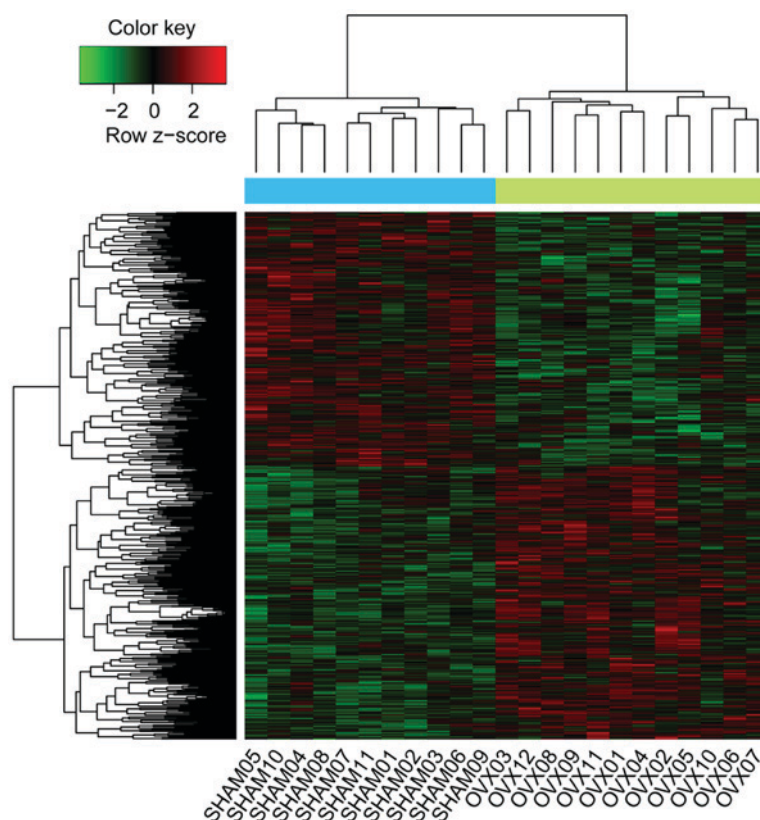 Color key
−2 0 2
Row z-score
SHAM05
SHAM10
SHAM04
SHAM08
SHAM07
SHAM11
SHAM01
SHAM02
SHAM03
SHAM06
SHAM09
OVX03
OVX12
OVX08
OVX09
OVX11
OVX01
OVX04
OVX02
OVX05
OVX10
OVX06
OVX07